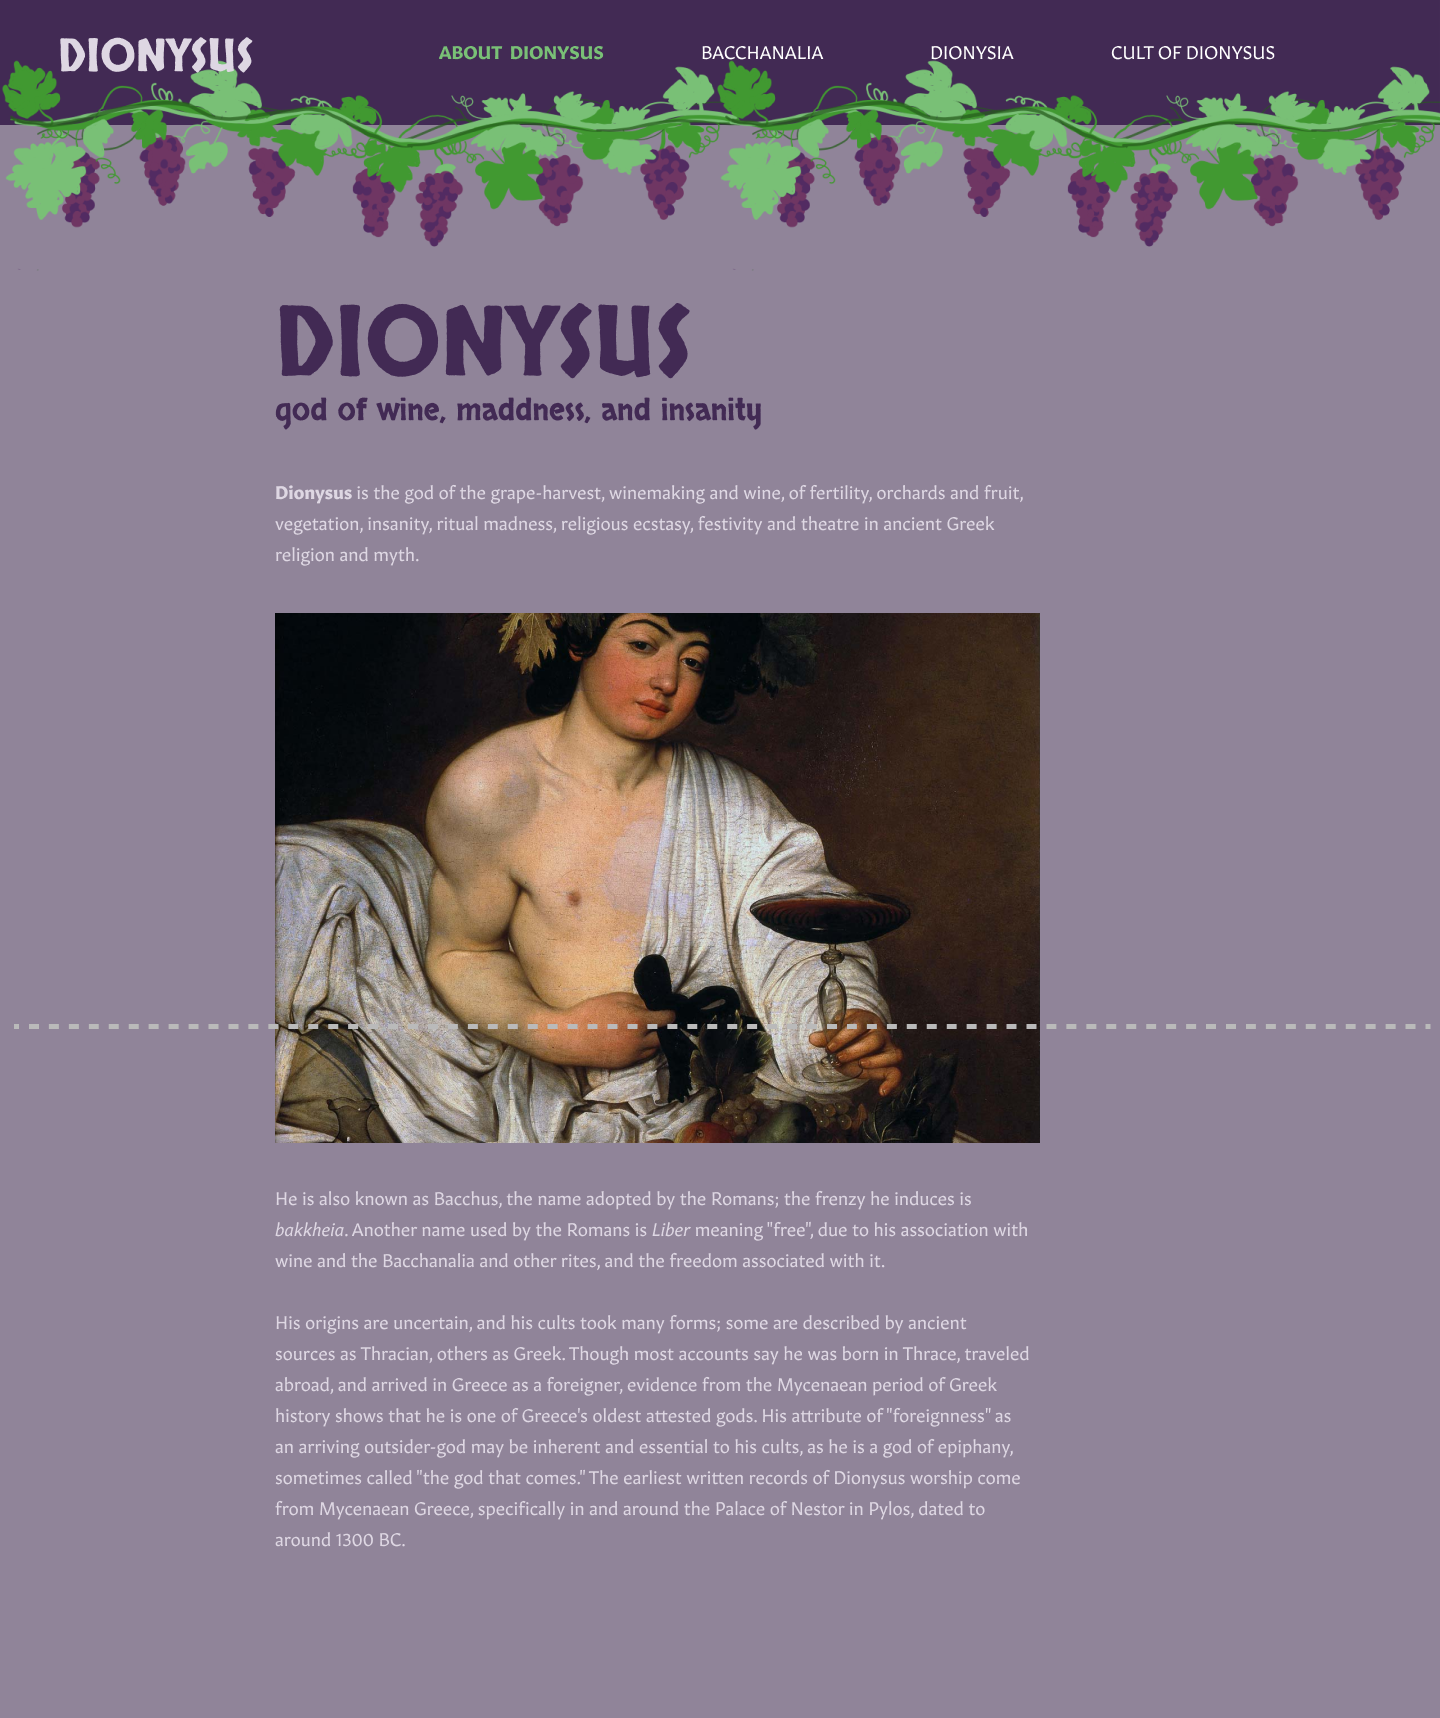 DIONYSUS
ABOUT DIONYSUS BACCHANALIA DIONYSIA CULT OF DIONYSUS
DIONYSUS
god of wine, maddness, and insanity
Dionysus is the god of the grape-harvest, winemaking and wine, of fertility, orchards and fruit,
vegetation, insanity, ritual madness, religious ecstasy, festivity and theatre in ancient Greek
religion and myth.
He is also known as Bacchus, the name adopted by the Romans; the frenzy he induces is
bakkheia. Another name used by the Romans is Liber meaning "free", due to his association with
wine and the Bacchanalia and other rites, and the freedom associated with it.
His origins are uncertain, and his cults took many forms; some are described by ancient
sources as Thracian, others as Greek. Though most accounts say he was born in Thrace, traveled
abroad, and arrived in Greece as a foreigner, evidence from the Mycenaean period of Greek
history shows that he is one of Greece's oldest attested gods. His attribute of "foreignness" as
an arriving outsider-god may be inherent and essential to his cults, as he is a god of epiphany,
sometimes called "the god that comes." The earliest written records of Dionysus worship come
from Mycenaean Greece, specifically in and around the Palace of Nestor in Pylos, dated to
around 1300 BC.